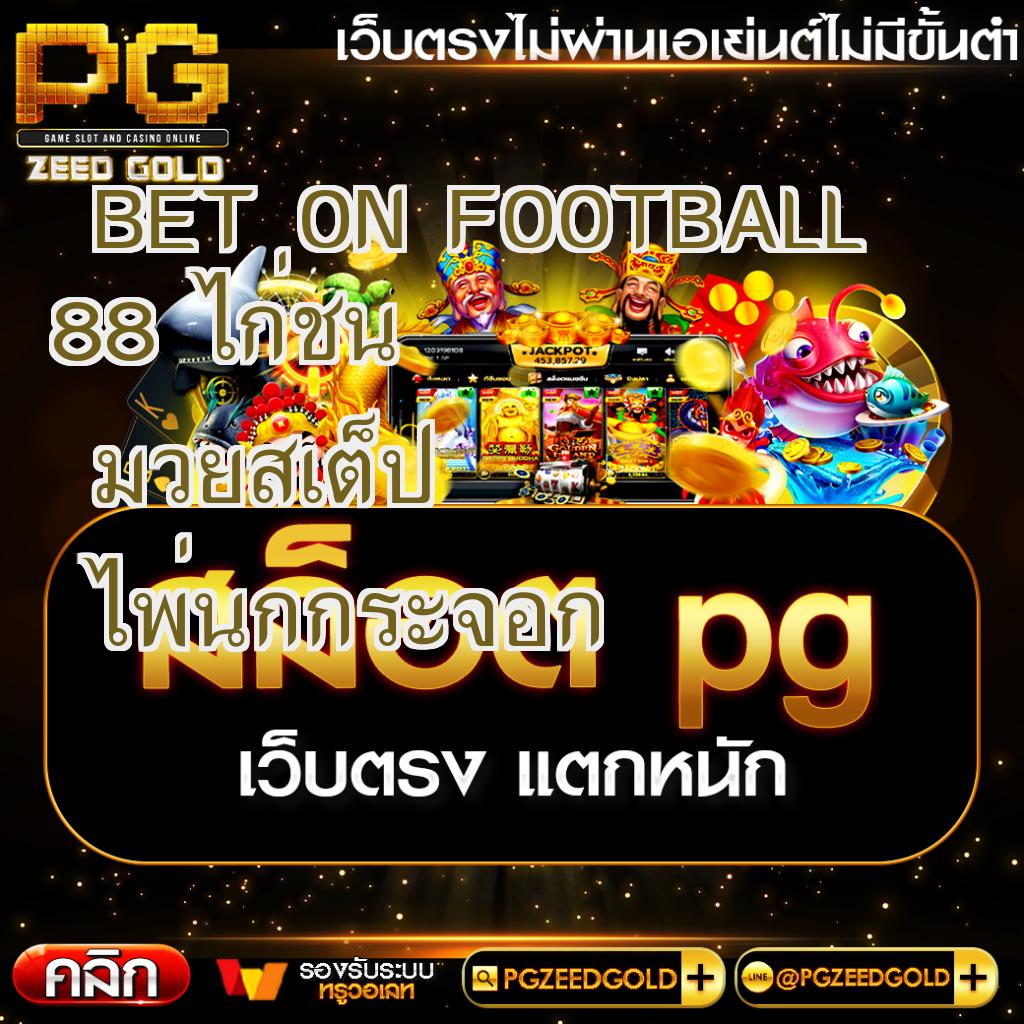 เว็บตรงไม่ผ่านเอเย่นต์ไม่มีขั้นต่ำ
PG
GAME SLOT AND CASINO ONLINE
ZEED GOLD
BET ON FOOTBALL
88 ไก่ชน
JACKPOT
453,857.29
มวยสเต็ป
ไพ่นกกระจอก
สล็อต pg
เว็บตรง แตกหนัก
คลิก
รองรับระบบ
ทรูวอเลท
PGZEEDGOLD +
LINE @PGZEEDGOLD +